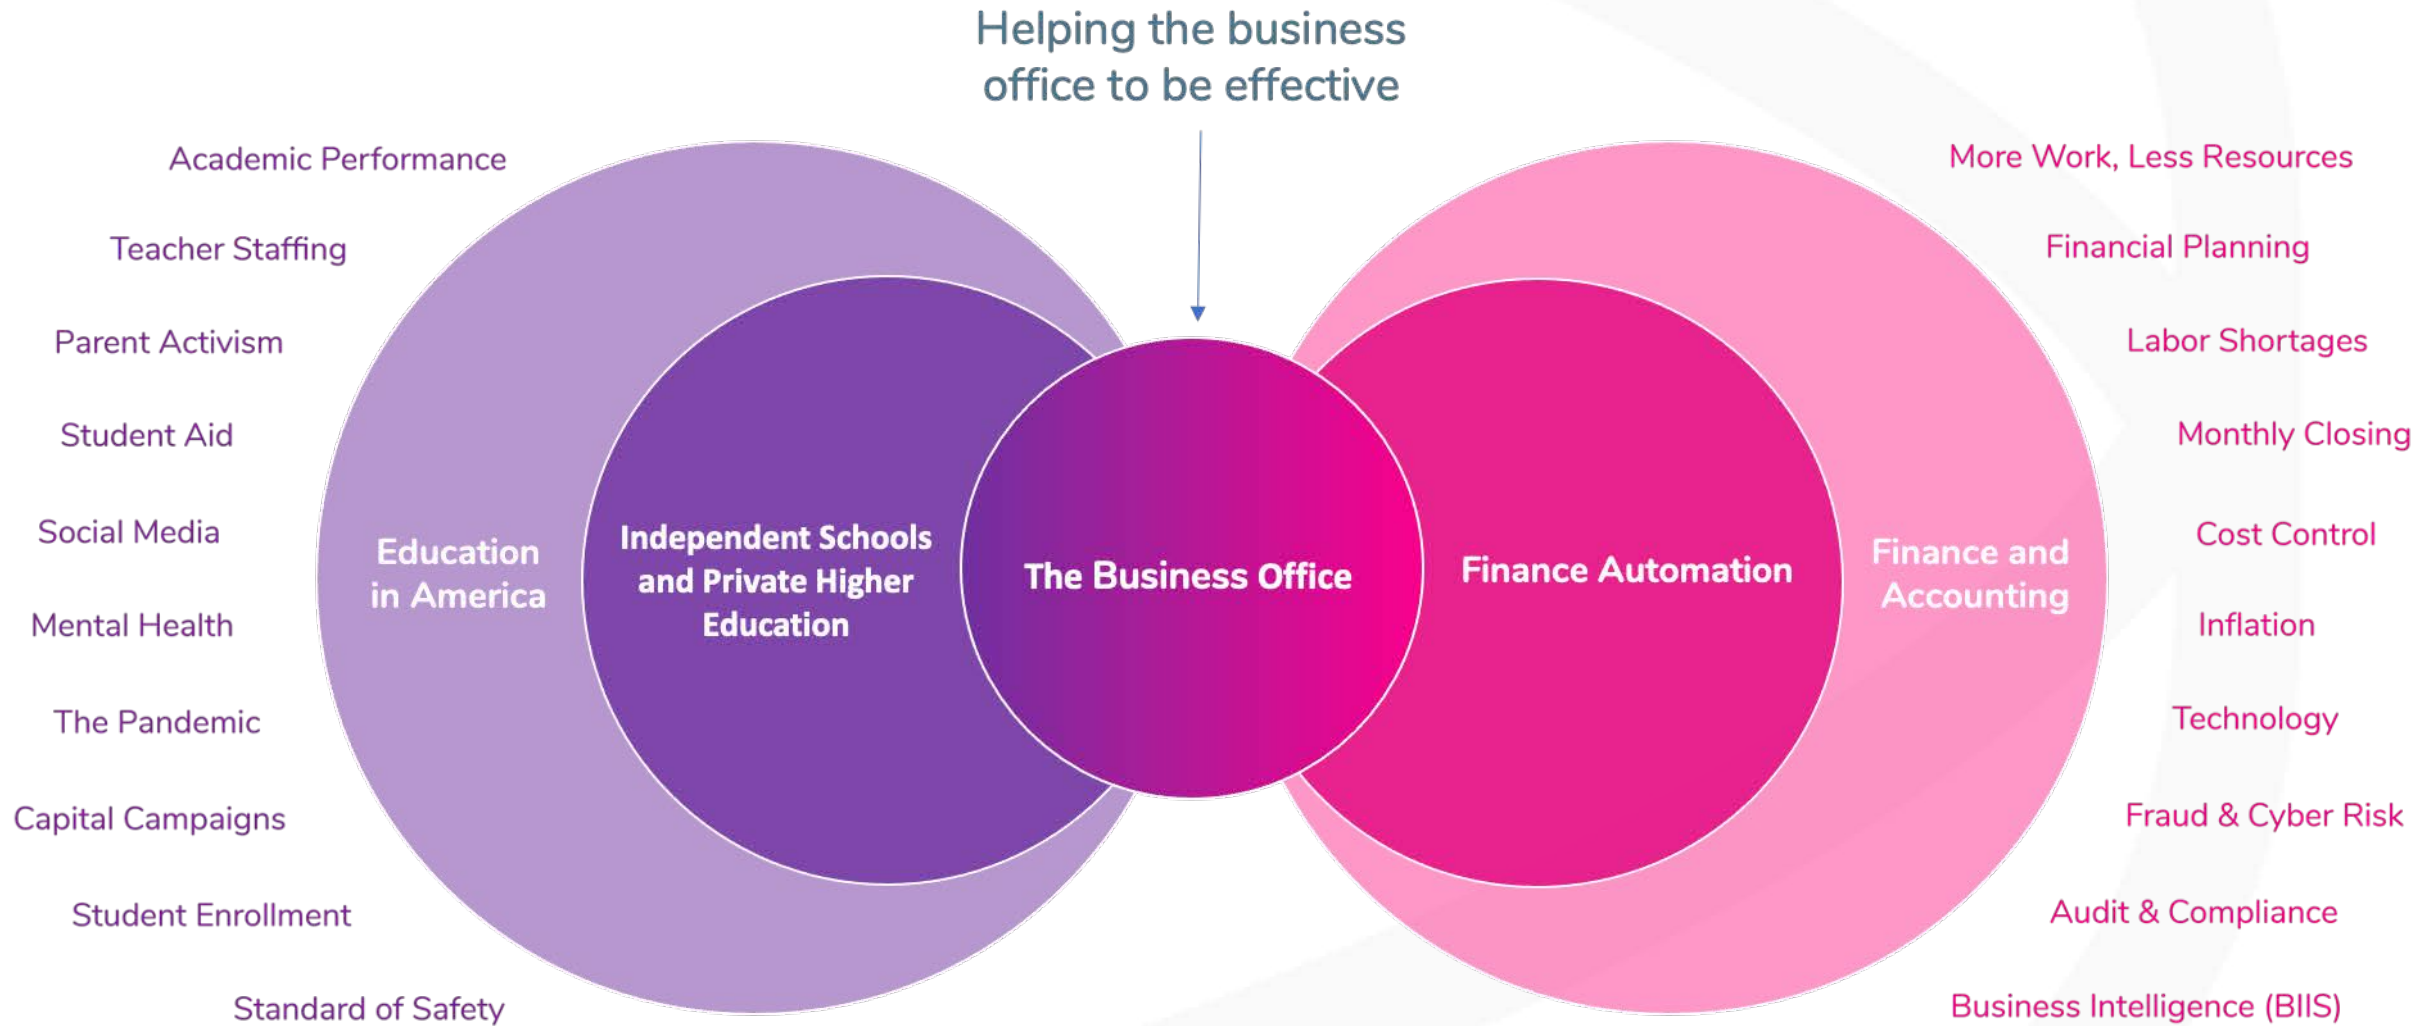 Helping the business
office to be effective
Academic Performance
Teacher Staffing
Parent Activism
Student Aid
Social Media
Mental Health
The Pandemic
Capital Campaigns
Student Enrollment
Standard of Safety
Education
in America
Independent Schools
and Private Higher
Education
The Business Office
Finance Automation
Finance and
Accounting
More Work, Less Resources
Financial Planning
Labor Shortages
Monthly Closing
Cost Control
Inflation
Technology
Fraud & Cyber Risk
Audit & Compliance
Business Intelligence (BIIS)